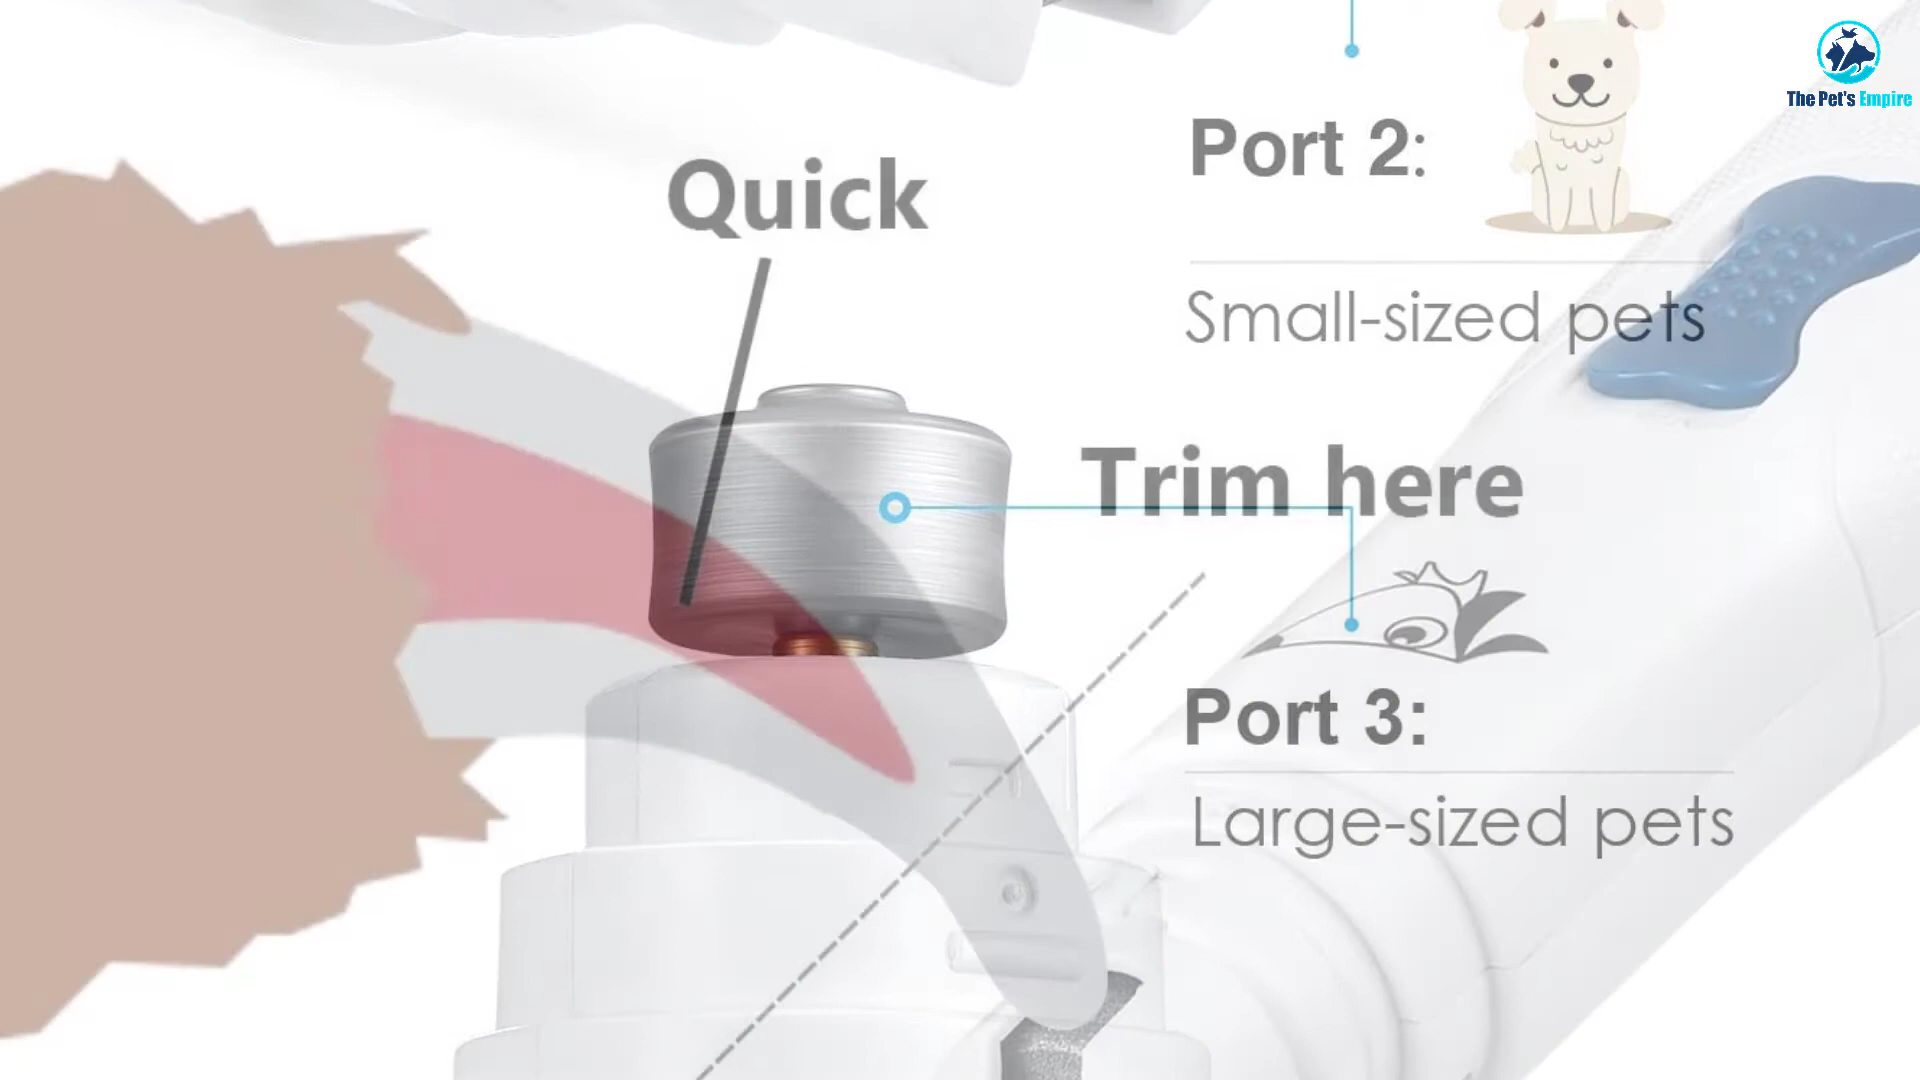 The Pet's Empire
Port 2:
Quick
Small-sized pets
Trim here
Port 3:
Large-sized pets